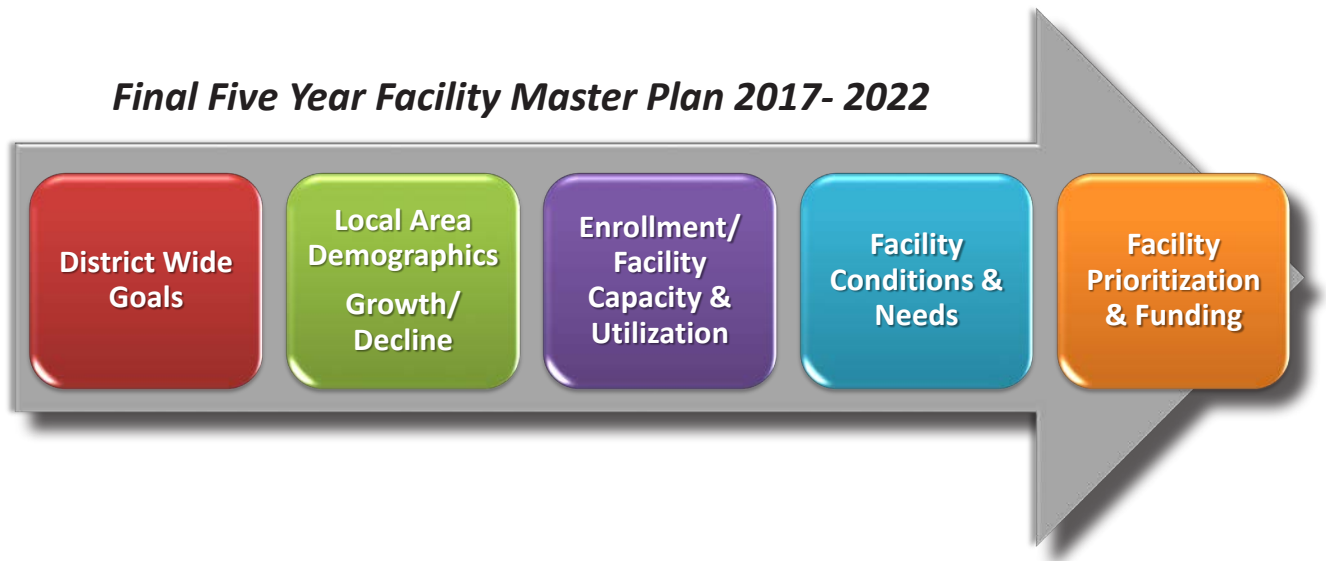 Final Five Year Facility Master Plan 2017- 2022
District Wide
Goals
Local Area
Demographics
Growth/
Decline
Enrollment/
Facility
Capacity &
Utilization
Facility
Conditions &
Needs
Facility
Prioritization
& Funding